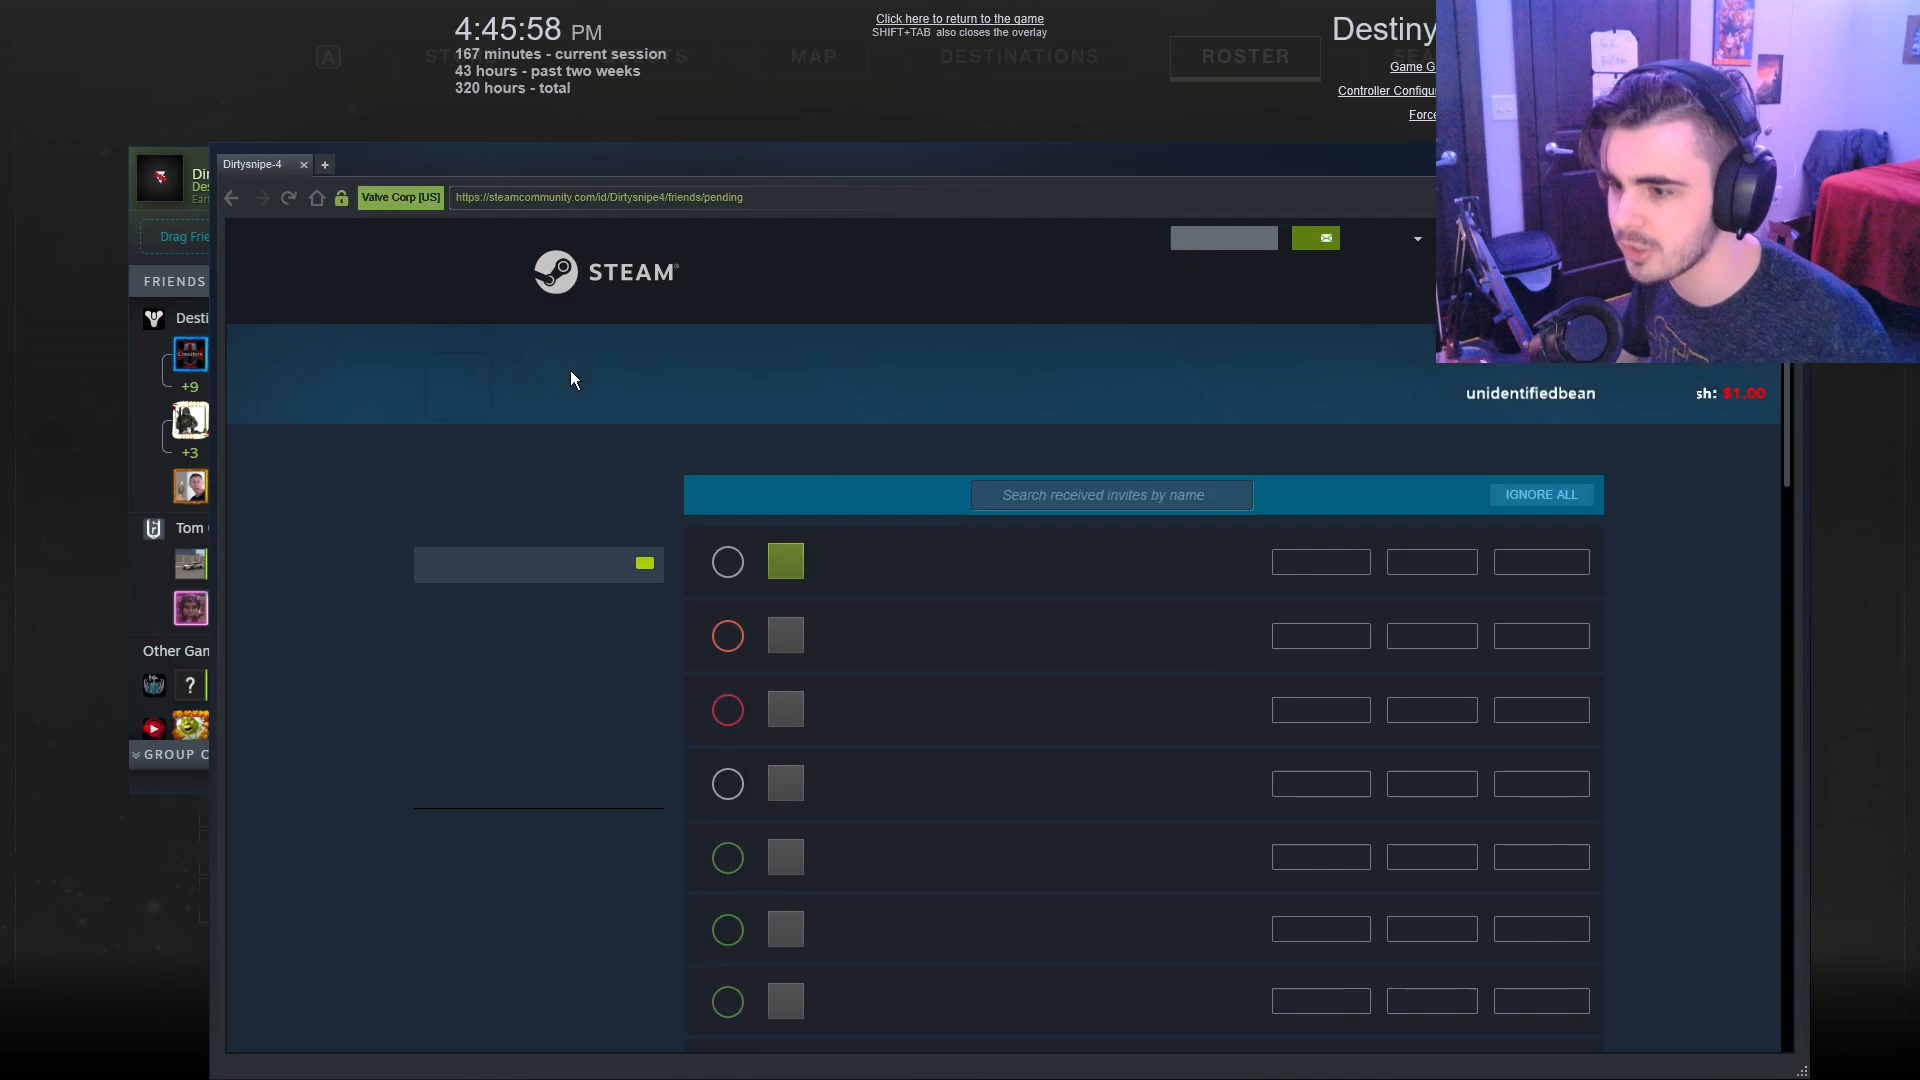 4:45:58 PM
167 minutes - current session
43 hours - past two weeks
320 hours - total
Click here to return to the game
SHIFT+TAB also closes the overlay
Destiny
Game G
Controller Configu
Force
A
MAP
DESTINATIONS
ROSTER
Dirtysnipe-4
Valve Corp [US]
https://steamcommunity.com/id/Dirtysnipe4/friends/pending
Drag Frie
FRIENDS
Desti
+9
+3
Tom
Other Gam
?
GROUP C
STEAM
unidentifiedbean
sh: $1.00
Search received invites by name
IGNORE ALL